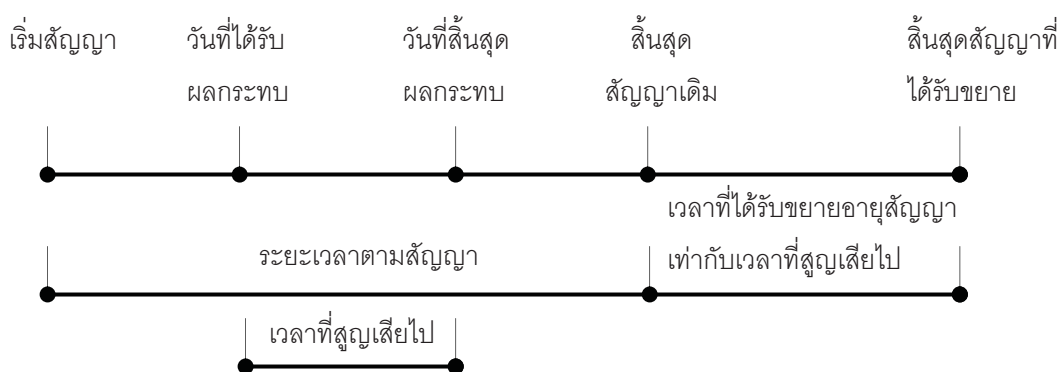 เริ่มสัญญา วันที่ได้รับ วันที่สิ้นสุด สิ้นสุด สิ้นสุดสัญญาที่
ผลกระทบ ผลกระทบ สัญญาเดิม ได้รับขยาย
เวลาที่ได้รับขยายอายุสัญญา
ระยะเวลาตามสัญญา เท่ากับเวลาที่สูญเสียไป
เวลาที่สูญเสียไป